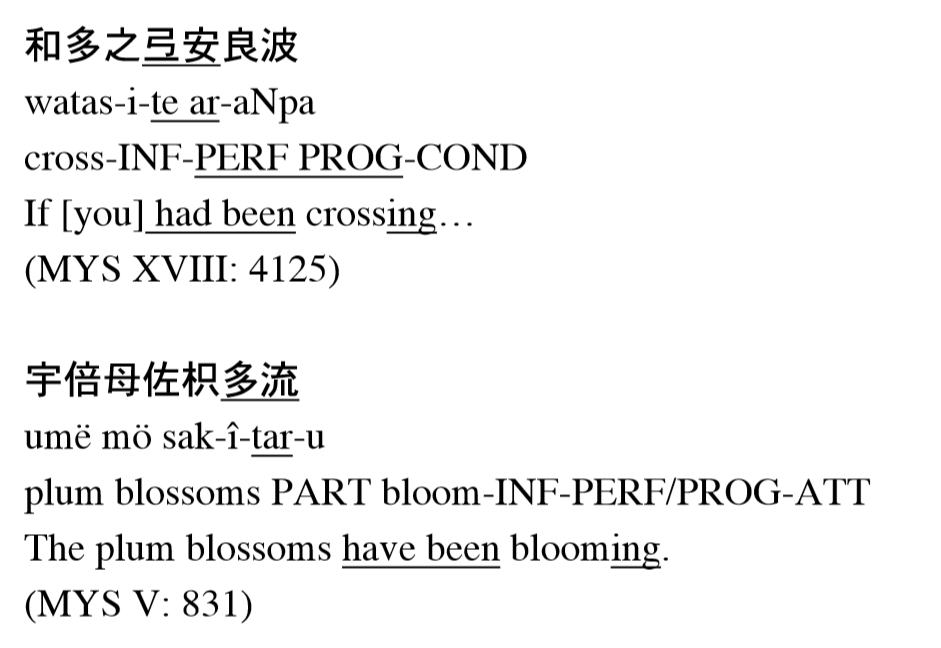 和多之弖安良波
watas-i-te ar-aNpa
cross-INF-PERF PROG-COND
If [you] had been crossing…
(MYS XVIII: 4125)
宇倍母佐枳多流
umë mö sak-î-tar-u
plum blossoms PART bloom-INF-PERF/PROG-ATT
The plum blossoms have been blooming.
(MYS V: 831)